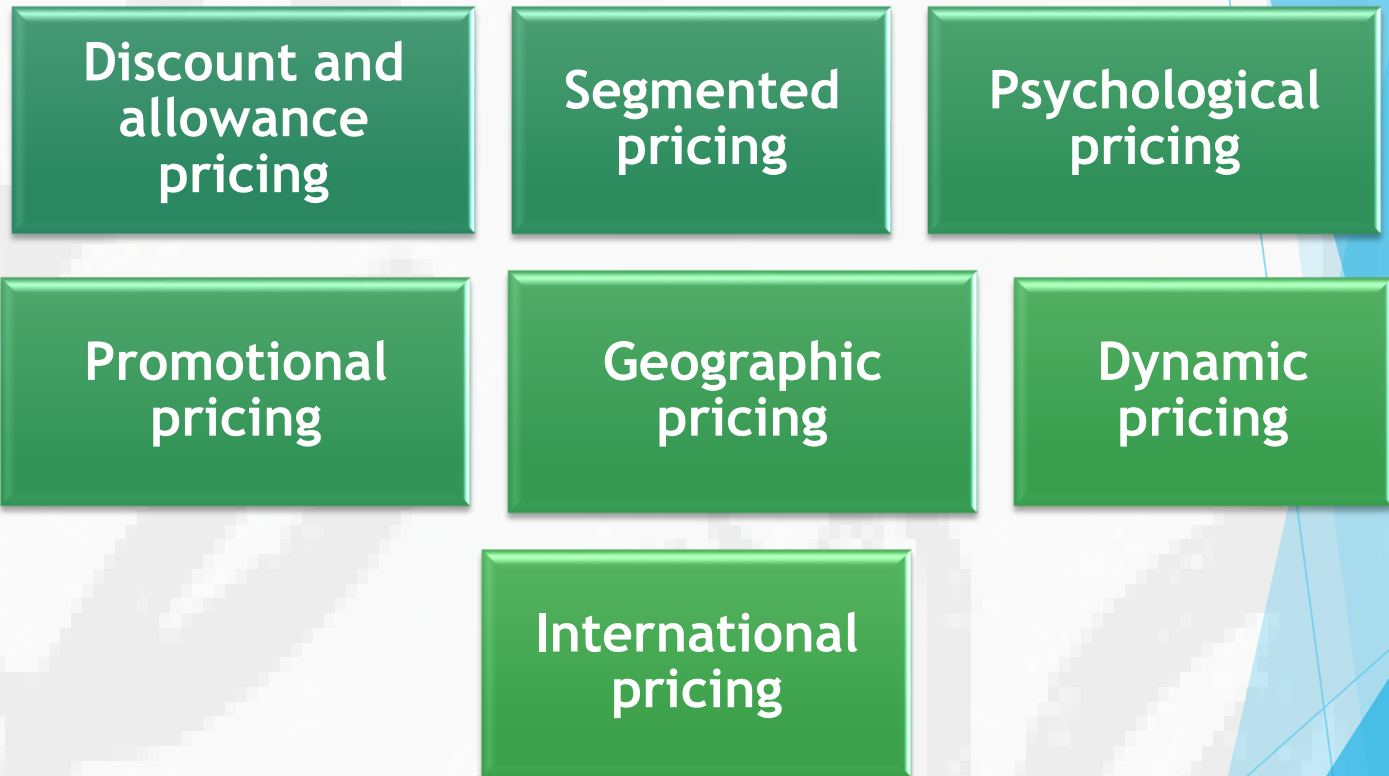 Discount and
allowance
pricing
Segmented
pricing
Psychological
pricing
Promotional
pricing
Geographic
pricing
Dynamic
pricing
International
pricing